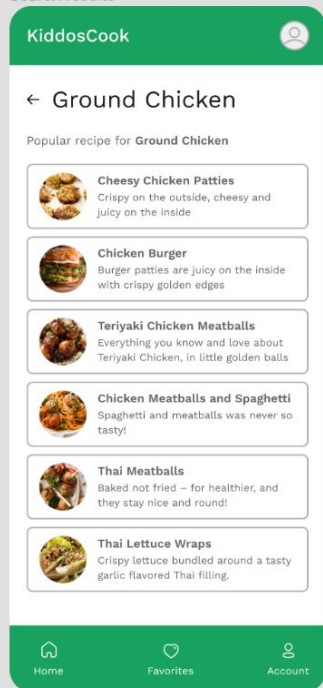 KiddosCook
← Ground Chicken
Popular recipe for Ground Chicken
Cheesy Chicken Patties
Crispy on the outside, cheesy and
juicy on the inside
Chicken Burger
Burger patties are juicy on the inside
with crispy golden edges
Teriyaki Chicken Meatballs
Everything you know and love about
Teriyaki Chicken, in little golden balls
Chicken Meatballs and Spaghetti
Spaghetti and meatballs was never so
tasty!
Thai Meatballs
Baked not fried – for healthier, and
they stay nice and round!
Thai Lettuce Wraps
Crispy lettuce bundled around a tasty
garlic flavored Thai filling.
Home Favorites Account